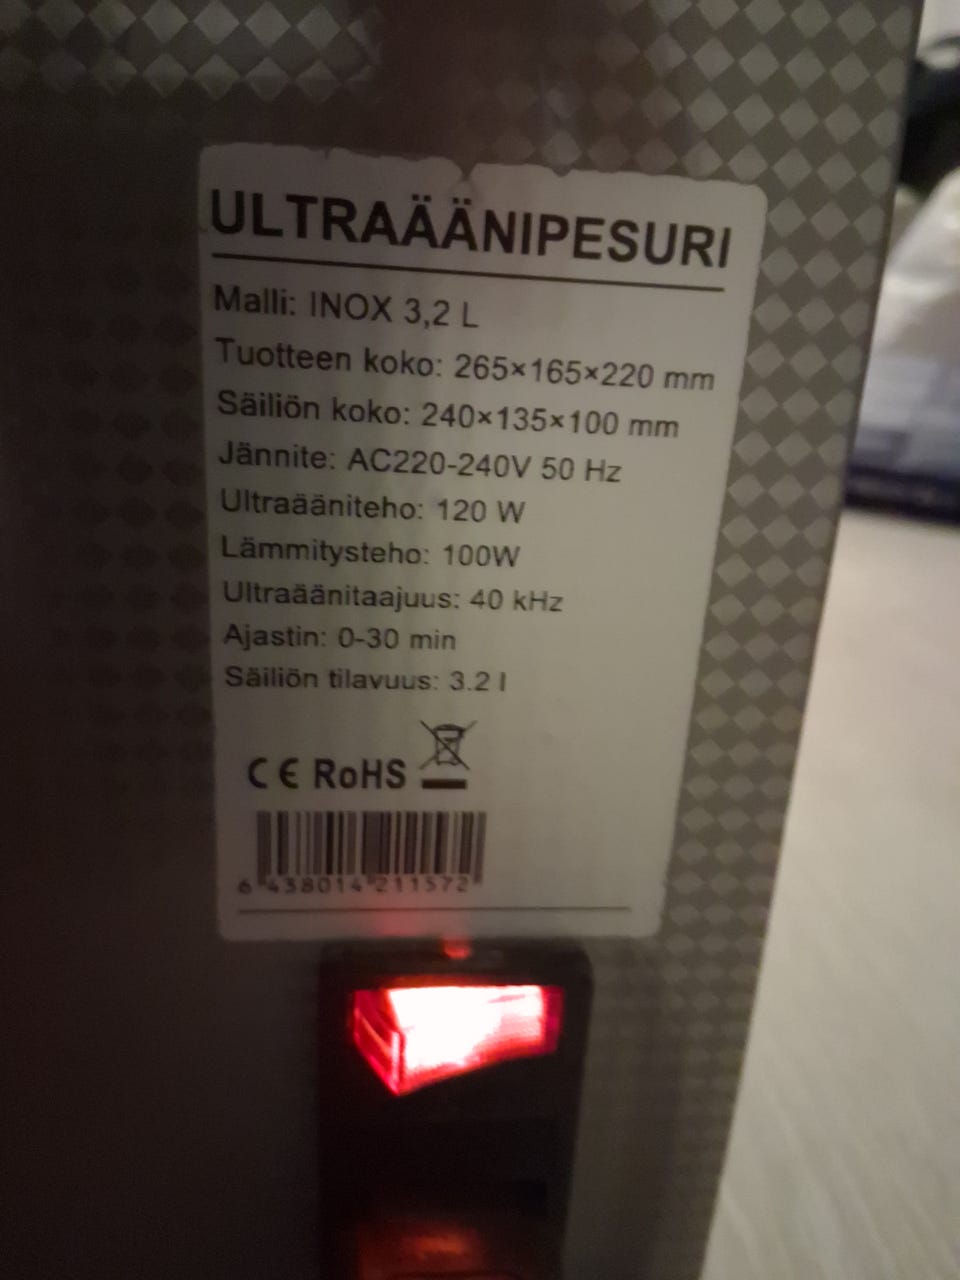 ULTRAÄÄNIPESURI
Malli: INOX 3,2 L
Tuotteen koko: 265×165×220 mm
Säiliön koko: 240×135×100 mm
Jännite: AC220-240V 50 Hz
Ultraääniteho: 120 W
Lämmitysteho: 100W
Ultraäänitaajuus: 40 kHz
Ajastin: 0-30 min
Säiliön tilavuus: 3.2 l
CE RoHS
6 438014 211572